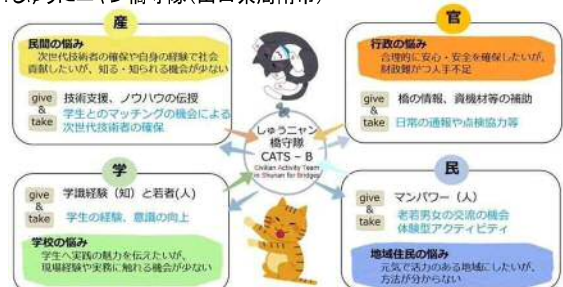 しゅうニャン橋守隊(山口県周南市)
産
民間の悩み
次世代技術者の確保や自身の経験で社会
貢献したいが、知る・知られる機会が少ない
give
&
take
技術支援、ノウハウの伝授
学生とのマッチングの機会による
次世代技術者の確保
官
行政の悩み
合理的に安心・安全を確保したいが、
財政難かつ人手不足
give
&
take
橋の情報、資機材等の補助
日常の通報や点検協力等
しゅうニャン
橋守隊
CATS – B
Civilian Activity Team
in Shunan for Bridges
学
give
&
take
学識経験(知)と若者(人)
学生の経験、意識の向上
学校の悩み
学生へ実践の魅力を伝えたいが、
現場経験や実務に触れる機会が少ない
民
give
&
take
マンパワー(人)
老若男女の交流の機会
体験型アクティビティ
地域住民の悩み
元気で活力のある地域にしたいが、
方法が分からない